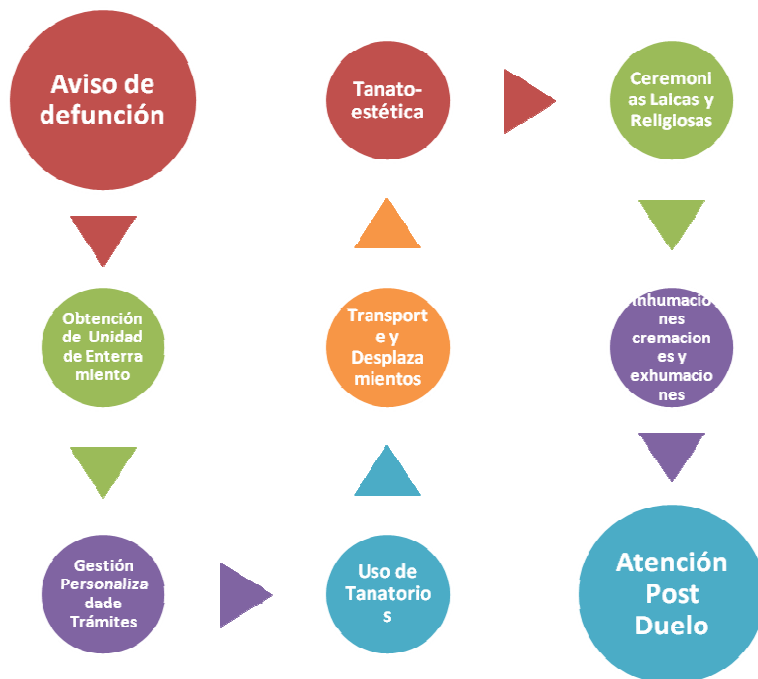 Aviso de
defunción
Obtención
de Unidad
de Enterra
miento
Gestión
Personaliza
dade
Trámites
Uso de
Tanatorio
s
Transport
e y
Desplaza
mientos
Tanato-
estética
Ceremoni
as Laicas y
Religiosas
Inhumacio
nes
cremacion
es y
exhumacio
nes
Atención
Post
Duelo